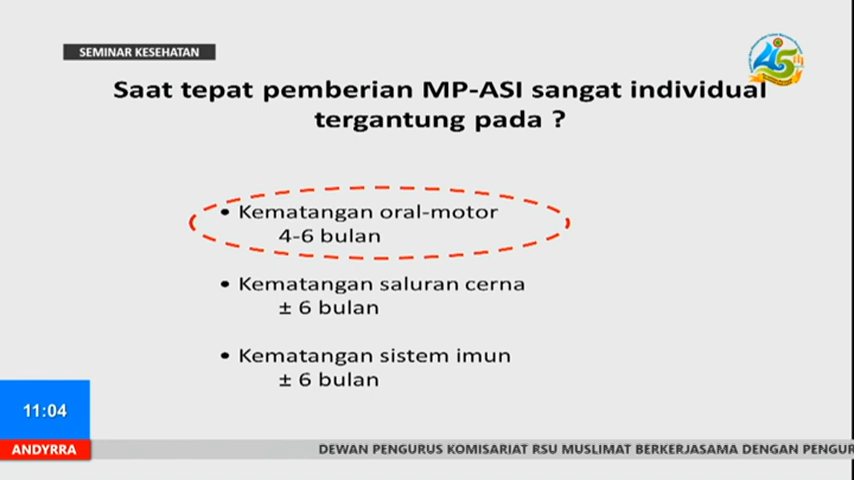 SEMINAR KESEHATAN
45
Saat tepat pemberian MP-ASI sangat individual
tergantung pada ?
• Kematangan oral-motor
4-6 bulan
• Kematangan saluran cerna
± 6 bulan
• Kematangan sistem imun
± 6 bulan
11:04
ANDYRRA
DEWAN PENGURUS KOMISARIAT RSU MUSLIMAT BERKERJASAMA DENGAN PENGUR